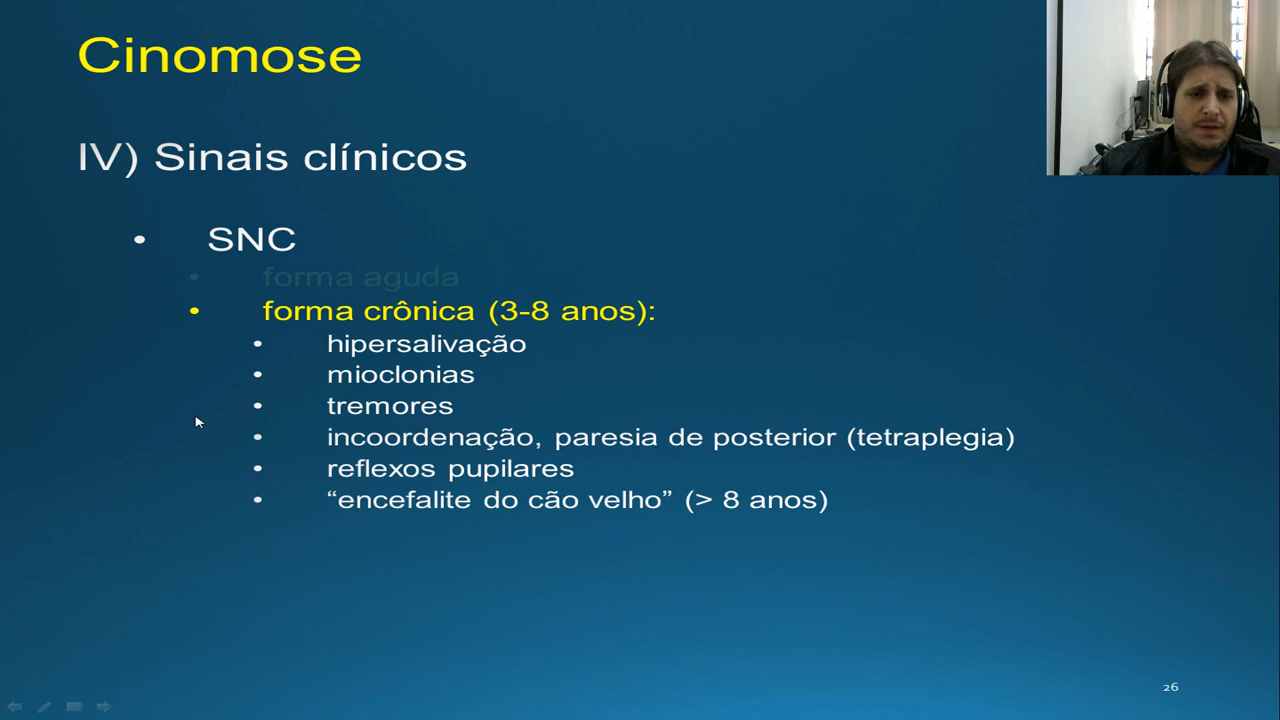 Cinomose
IV) Sinais clínicos
• SNC
• forma aguda
• forma crônica (3-8 anos):
• hipersalivação
• mioclonias
• tremores
• incoordenação, paresia de posterior (tetraplegia)
• reflexos pupilares
• “encefalite do cão velho” (> 8 anos)
26